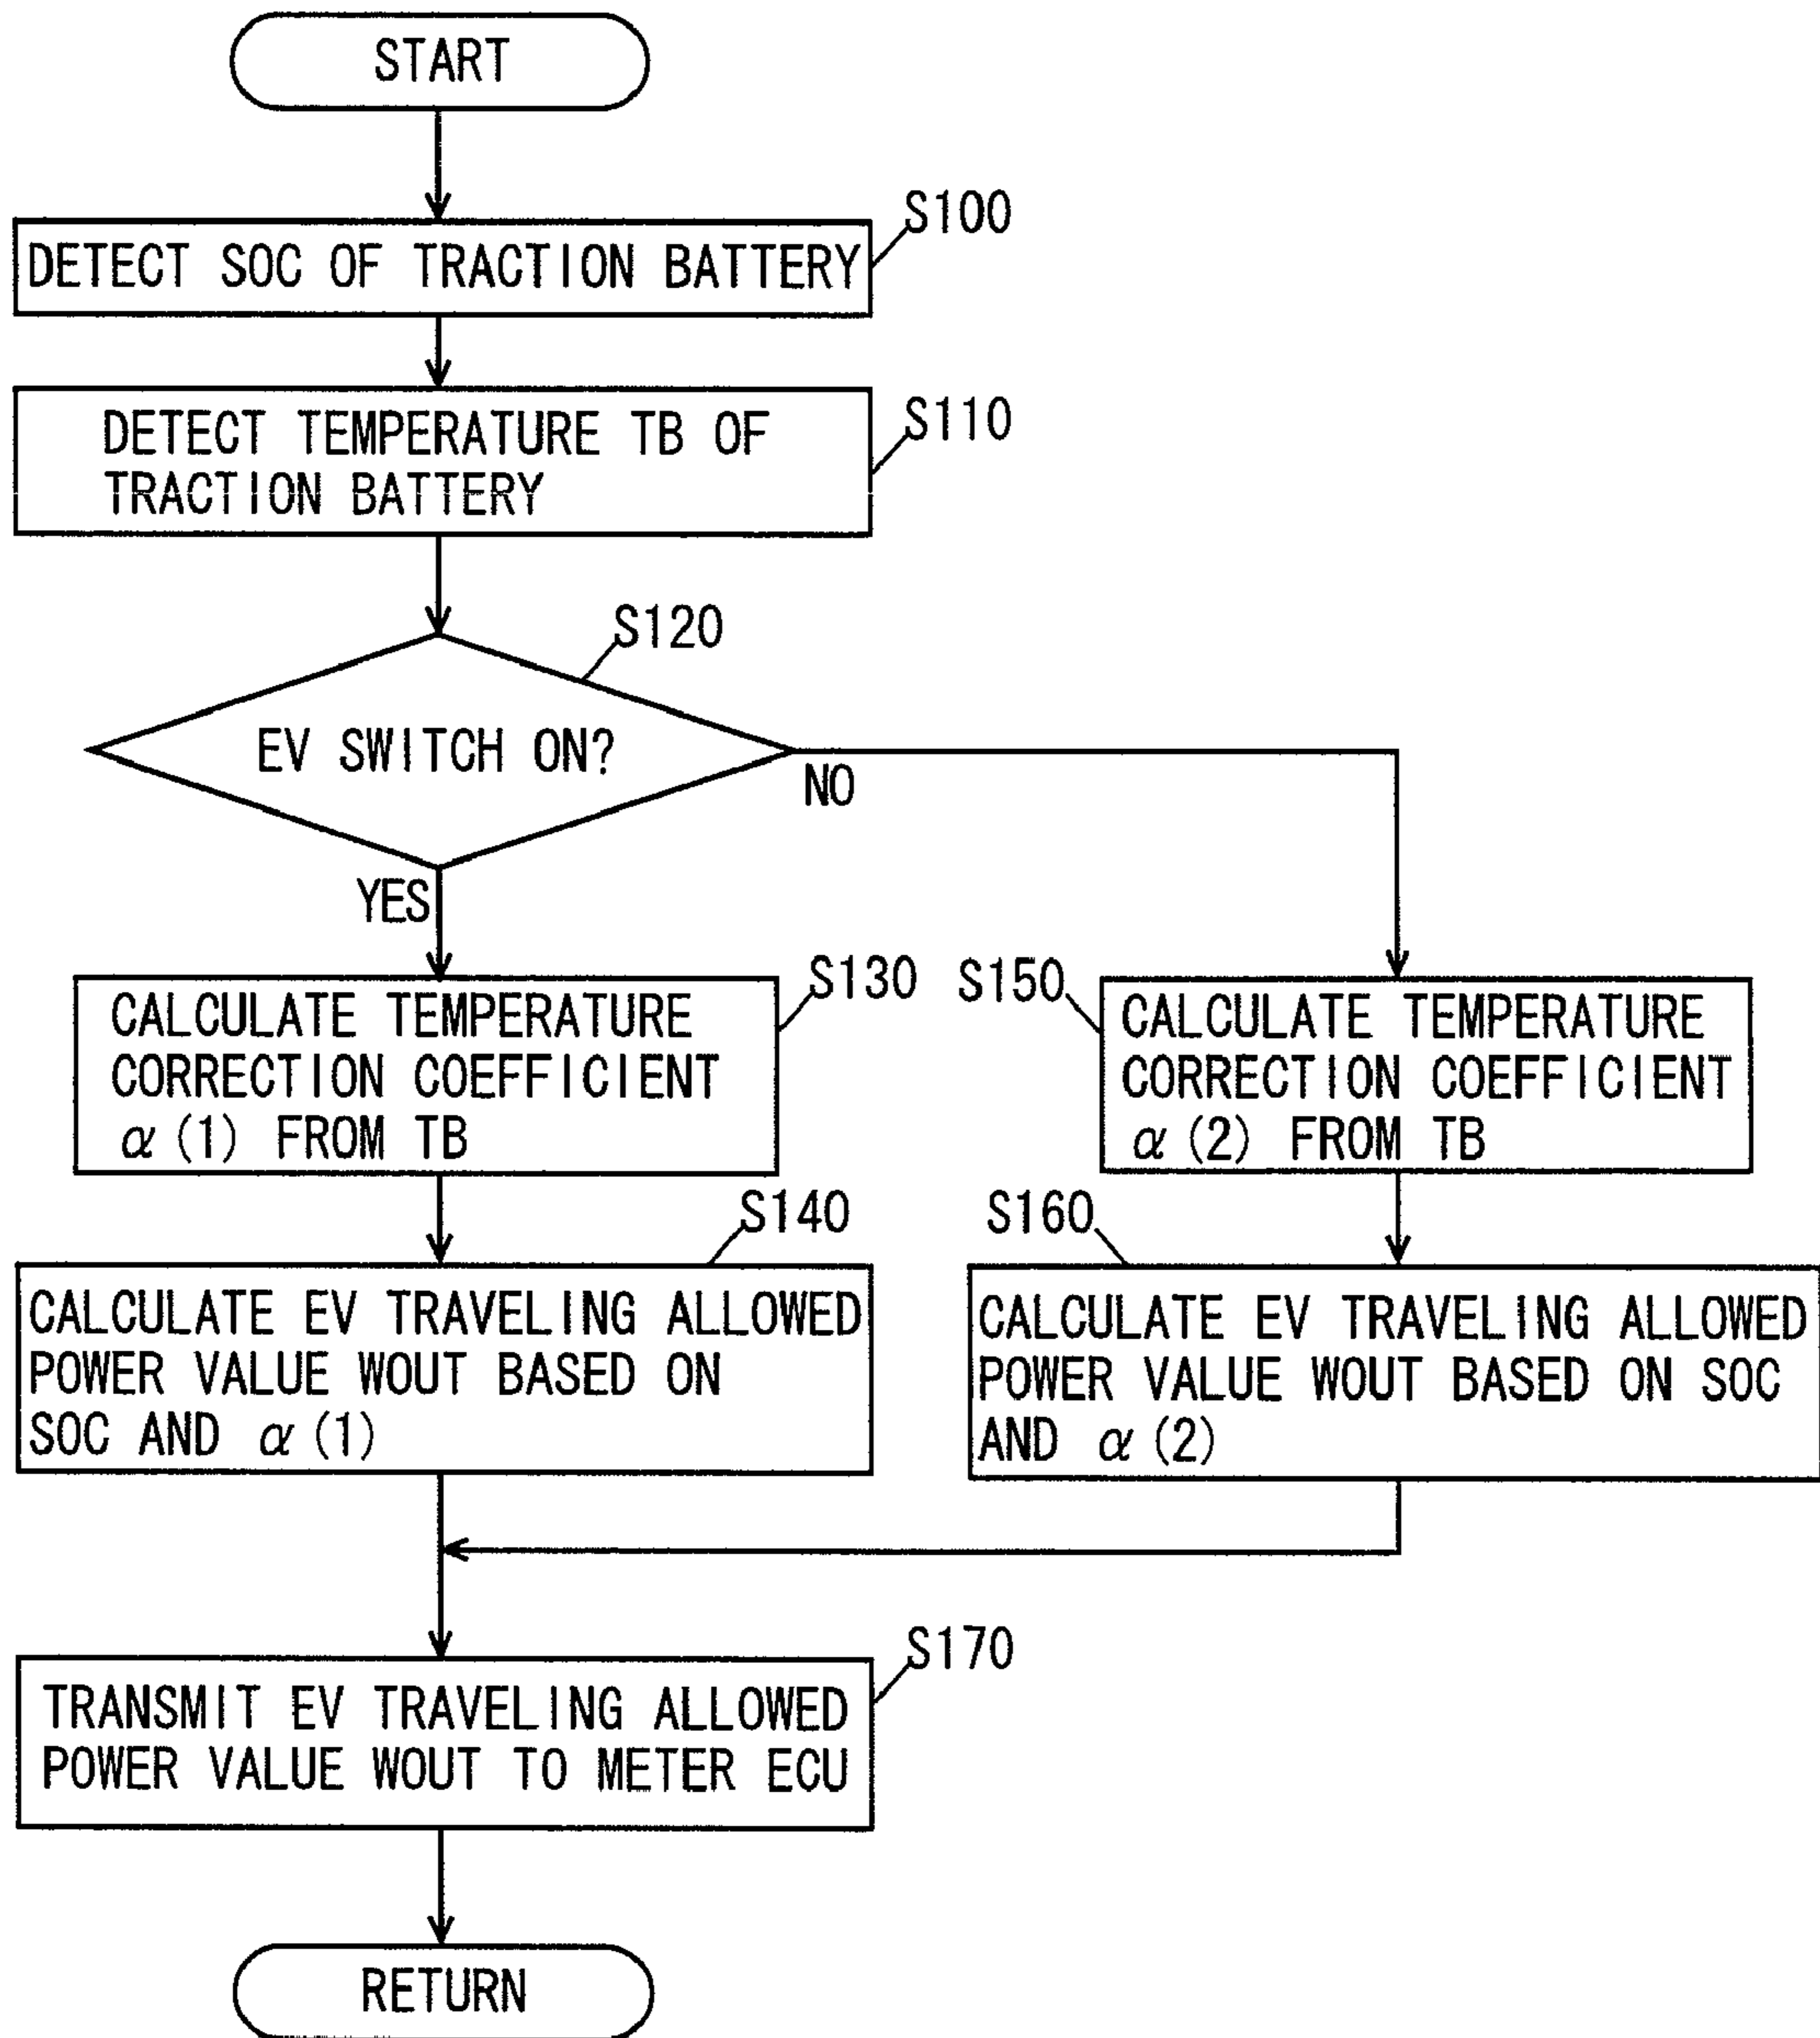 START
S100
DETECT SOC OF TRACTION BATTERY
S110
DETECT TEMPERATURE TB OF
TRACTION BATTERY
S120
EV SWITCH ON?
NO
YES
S130
CALCULATE TEMPERATURE
CORRECTION COEFFICIENT
α (1) FROM TB
S150
CALCULATE TEMPERATURE
CORRECTION COEFFICIENT
α (2) FROM TB
S140
CALCULATE EV TRAVELING ALLOWED
POWER VALUE WOUT BASED ON
SOC AND α (1)
S160
CALCULATE EV TRAVELING ALLOWED
POWER VALUE WOUT BASED ON SOC
AND α (2)
S170
TRANSMIT EV TRAVELING ALLOWED
POWER VALUE WOUT TO METER ECU
RETURN